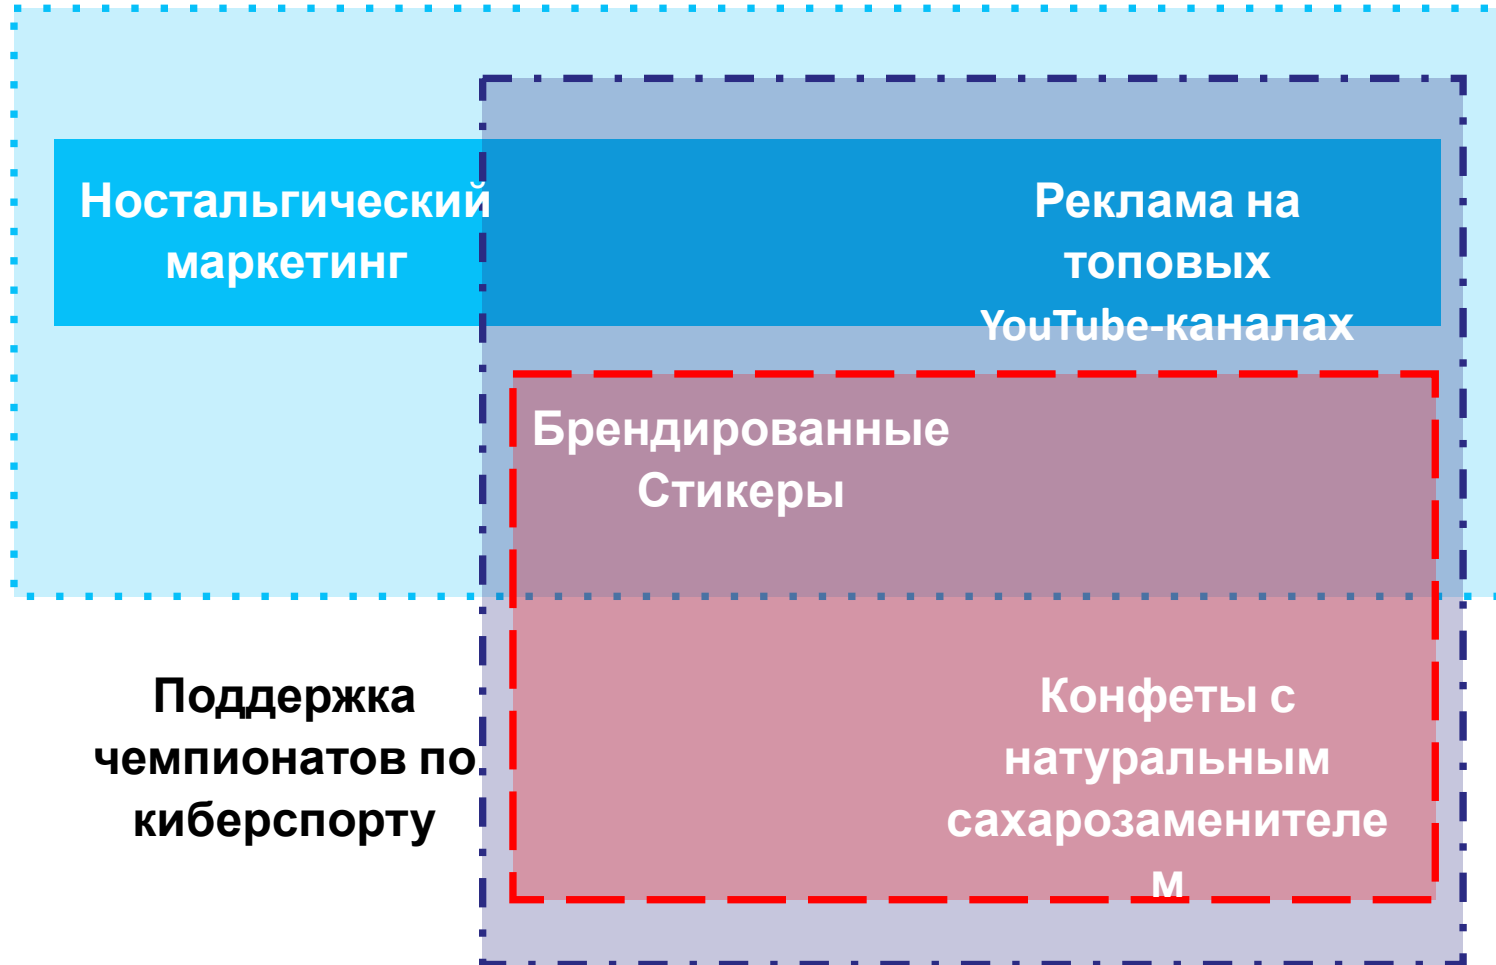 Ностальгический
маркетинг
Реклама на
топовых
YouTube-каналах
Брендированные
Стикеры
Поддержка
чемпионатов по
киберспорту
Конфеты с
натуральным
сахарозаменителе
м